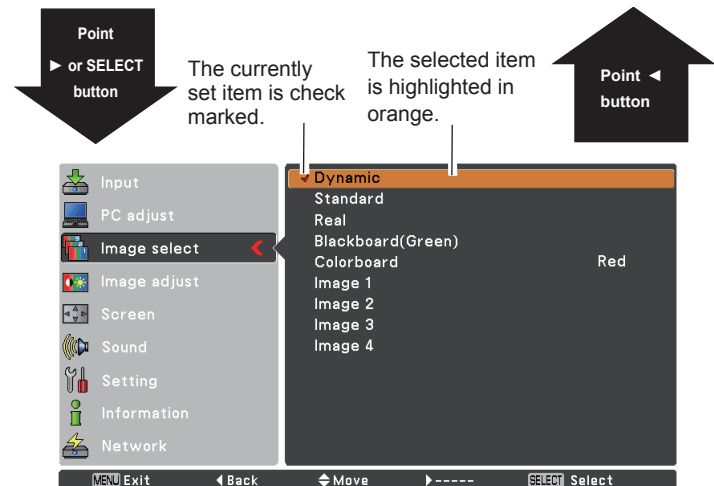 Point
► or SELECT
button
The currently
set item is check
marked.
The selected item
is highlighted in
orange.
Point ◄
button
Input
PC adjust
Image select
Image adjust
Screen
Sound
Setting
Information
Network
✓ Dynamic
Standard
Real
Blackboard(Green)
Colorboard Red
Image 1
Image 2
Image 3
Image 4
MENU Exit ◄Back Move ►----- SELECT Select